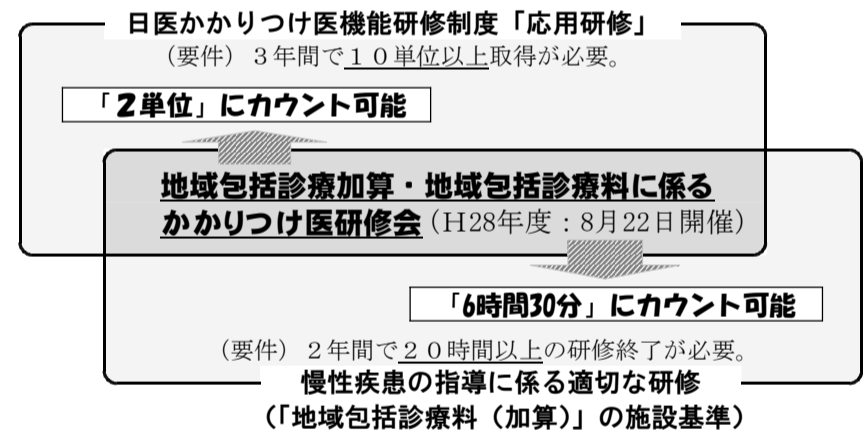 日医かかりつけ医機能研修制度「応用研修」
（要件）３年間で１０単位以上取得が必要。
「２単位」にカウント可能
地域包括診療加算・地域包括診療料に係る
かかりつけ医研修会（H28年度：8月22日開催）
「6時間30分」にカウント可能
（要件）２年間で２０時間以上の研修終了が必要。
慢性疾患の指導に係る適切な研修
（「地域包括診療料（加算）」の施設基準）